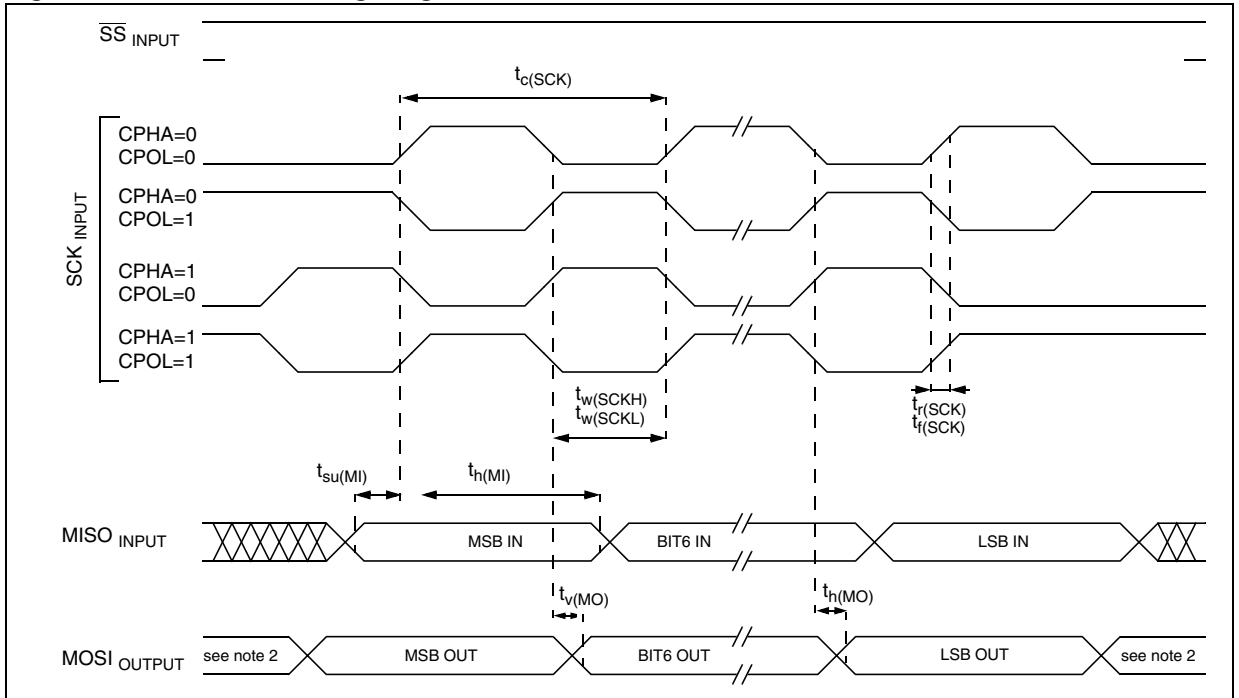 SS INPUT
tc(SCK)
SCK INPUT
CPHA=0
CPOL=0
CPHA=0
CPOL=1
CPHA=1
CPOL=0
CPHA=1
CPOL=1
tw(SCKH)
tw(SCKL)
tr(SCK)
tf(SCK)
tsu(MI)
th(MI)
MISO INPUT
MSB IN
BIT6 IN
LSB IN
tv(MO)
th(MO)
MOSI OUTPUT
see note 2
MSB OUT
BIT6 OUT
LSB OUT
see note 2